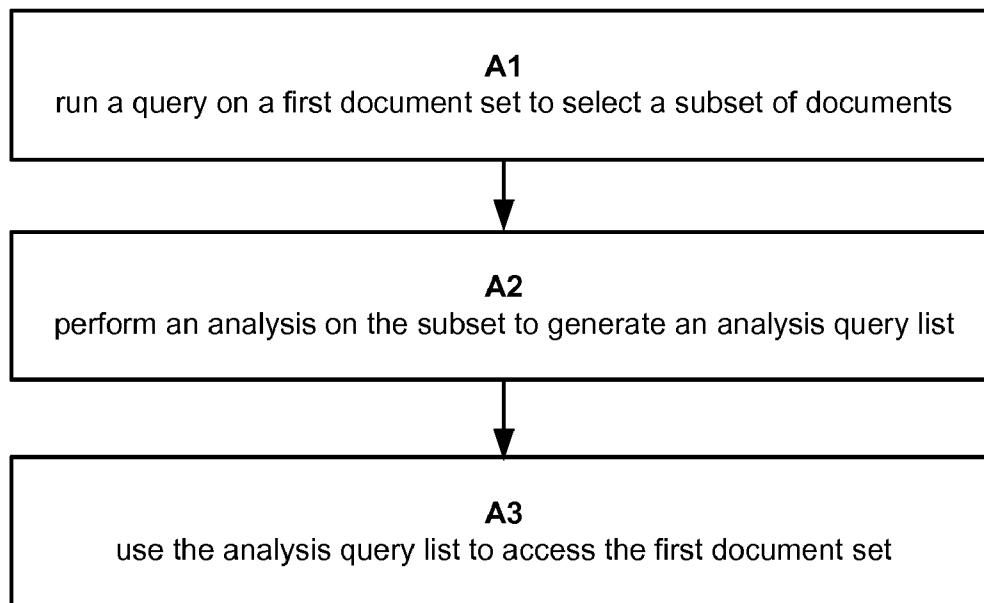 A1
run a query on a first document set to select a subset of documents
A2
perform an analysis on the subset to generate an analysis query list
A3
use the analysis query list to access the first document set